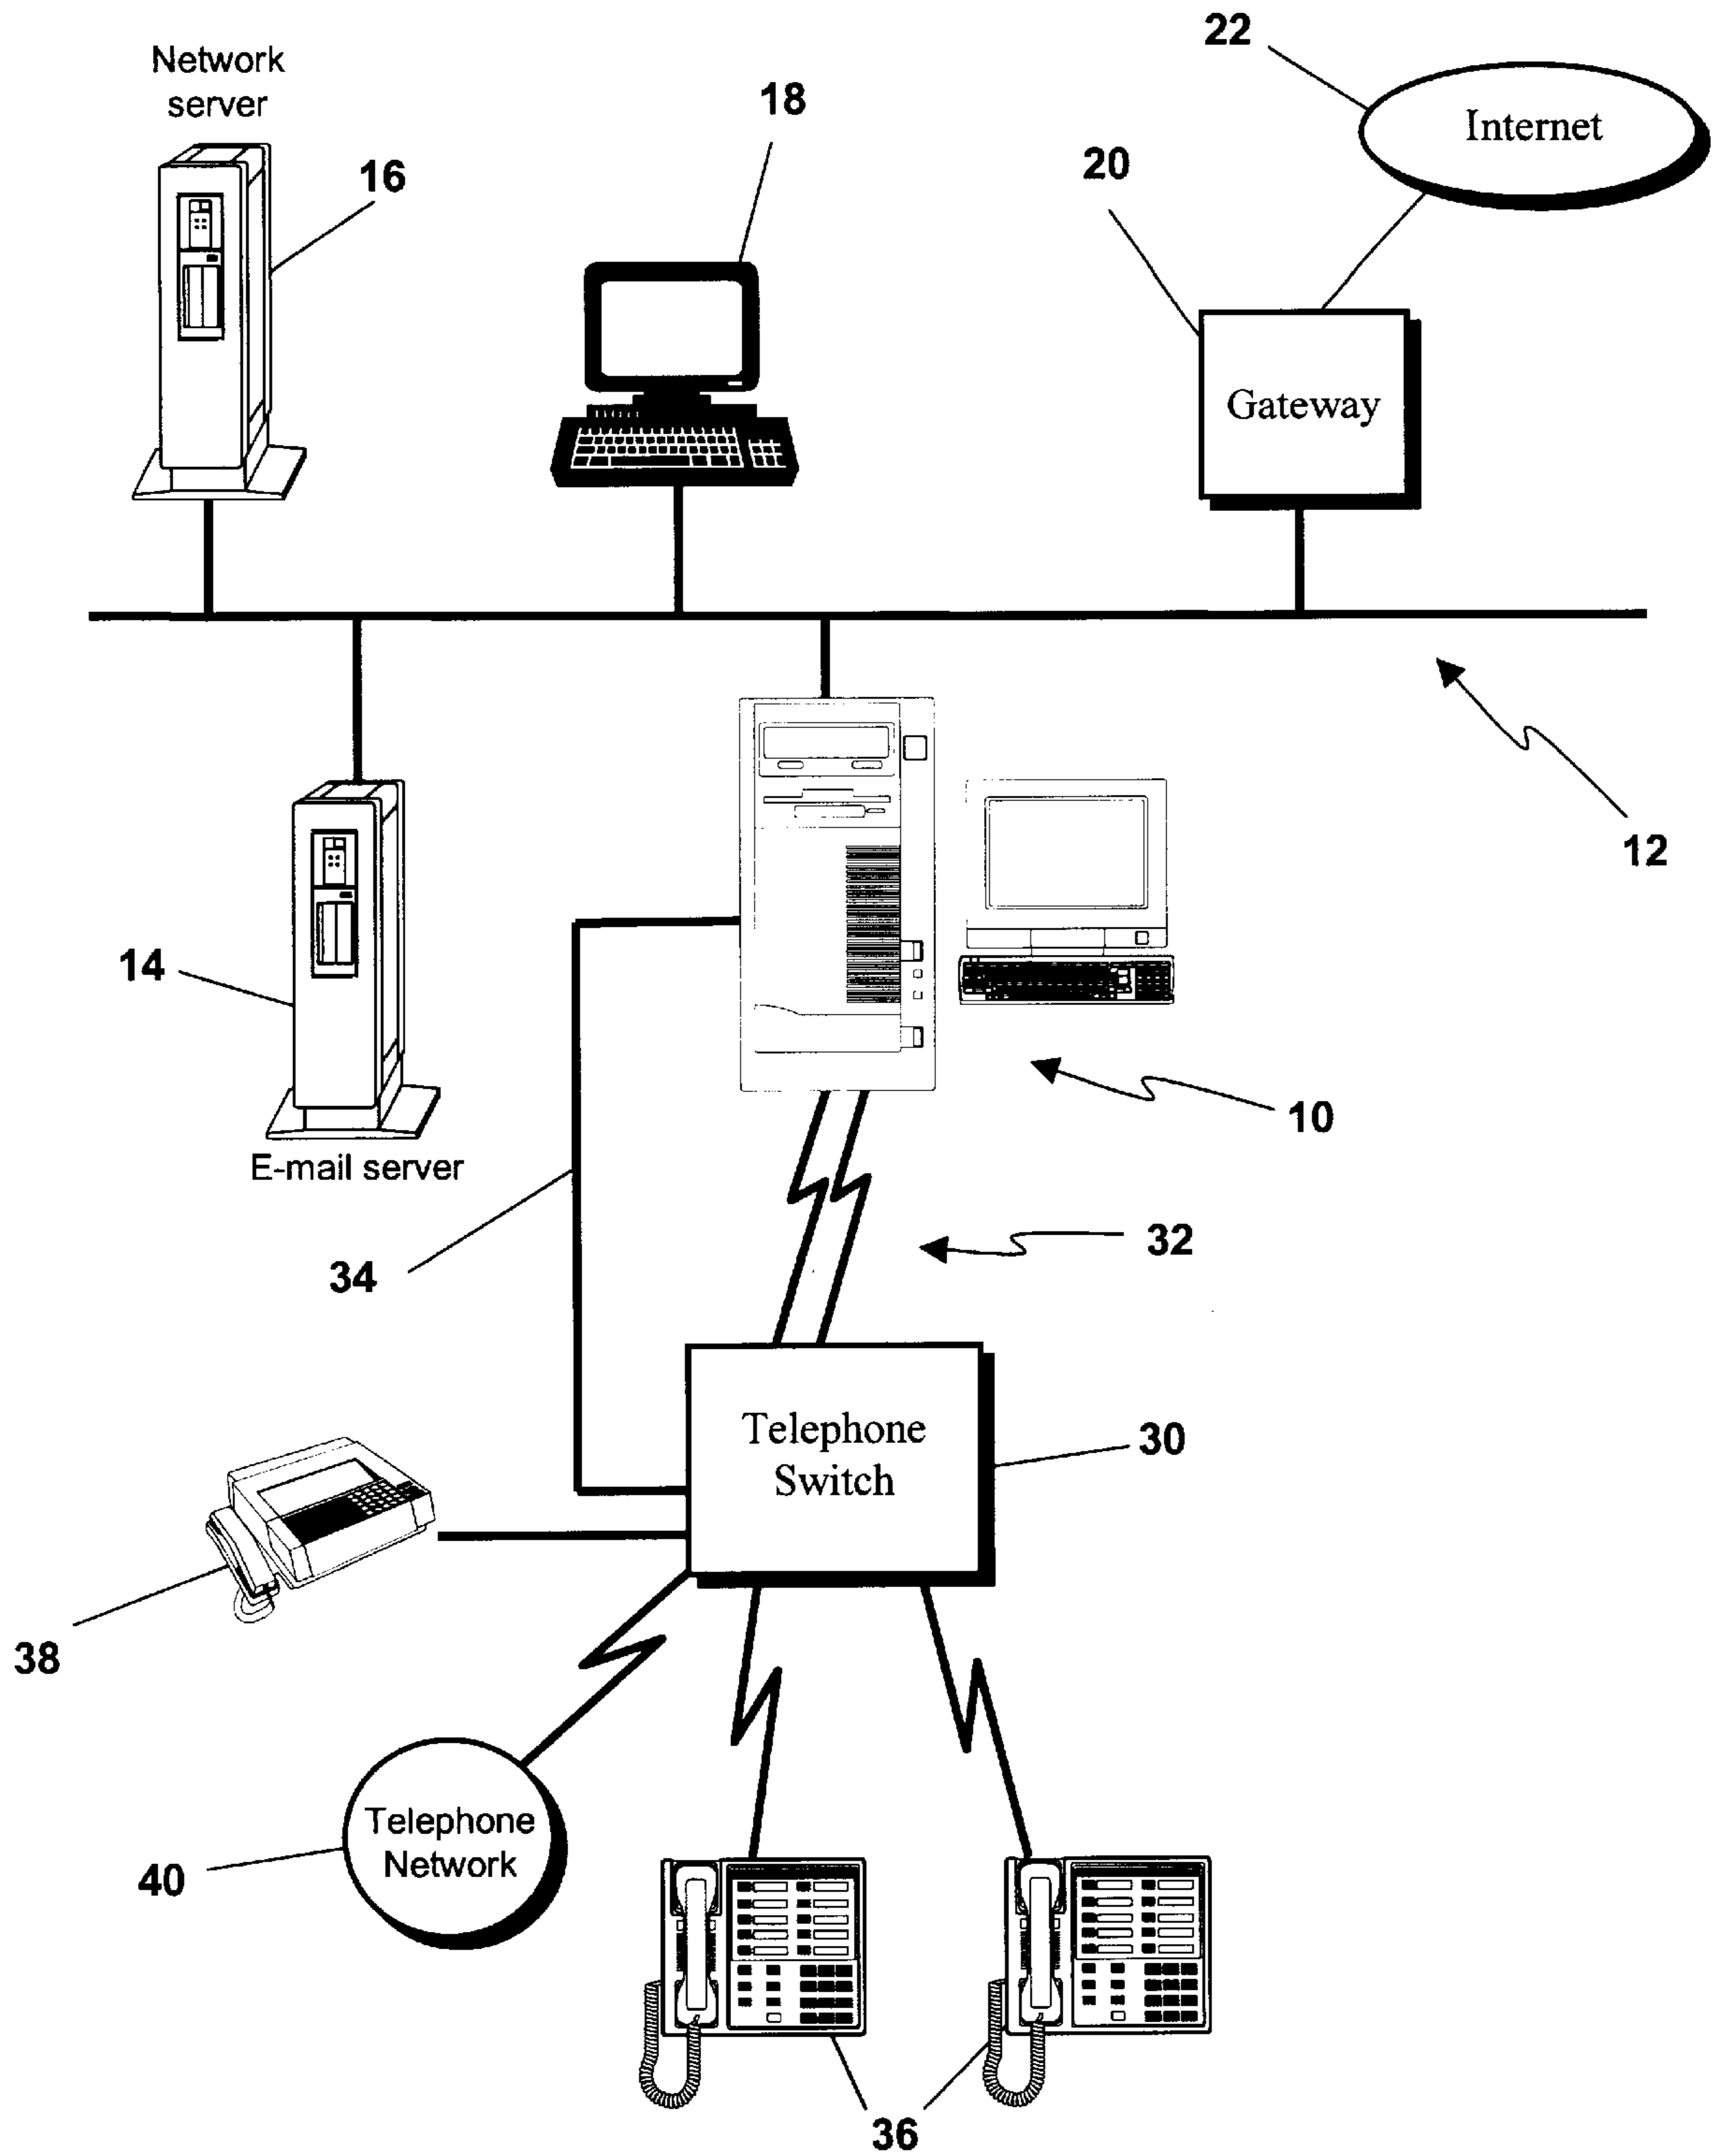 22
Network
server
18
Internet
20
16
Gateway
12
14
10
E-mail server
32
34
Telephone
Switch
30
38
Telephone
Network
40
36